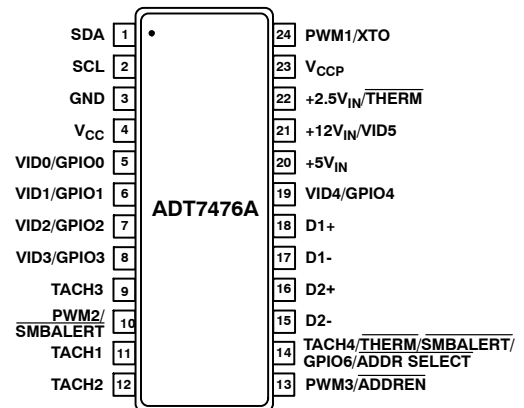 SDA 1
SCL 2
GND 3
VCC 4
VID0/GPIO0 5
VID1/GPIO1 6
VID2/GPIO2 7
VID3/GPIO3 8
TACH3 9
PWM2/
SMBALERT 10
TACH1 11
TACH2 12
ADT7476A
24 PWM1/XTO
23 VCCP
22 +2.5VIN/THERM
21 +12VIN/VID5
20 +5VIN
19 VID4/GPIO4
18 D1+
17 D1-
16 D2+
15 D2-
14 TACH4/THERM/SMBALERT/
GPIO6/ADDR SELECT
13 PWM3/ADDREN